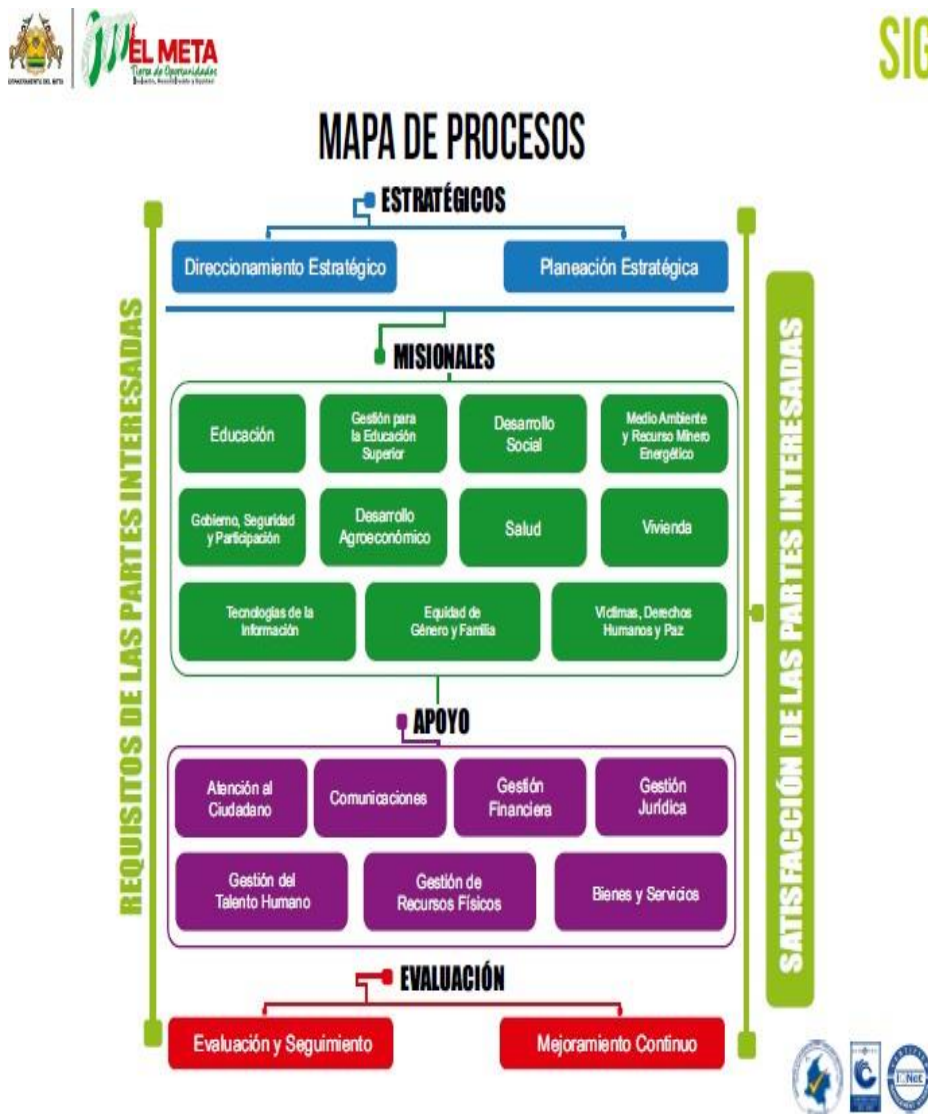 DEPARTAMENTO DEL META
EL META
Tierra de Oportunidades
SIG
MAPA DE PROCESOS
ESTRATÉGICOS
Direccionamiento Estratégico
Planeación Estratégica
REQUISITOS DE LAS PARTES INTERESADAS
MISIONALES
Educación
Gestión para
la Educación
Superior
Desarrollo
Social
Medio Ambiente
y Recurso Minero
Energético
Gobierno, Seguridad
y Participación
Desarrollo
Agroeconómico
Salud
Vivienda
Tecnologías de la
Información
Equidad de
Género y Familia
Víctimas, Derechos
Humanos y Paz
APOYO
Atención al
Ciudadano
Comunicaciones
Gestión
Financiera
Gestión
Jurídica
Gestión del
Talento Humano
Gestión de
Recursos Físicos
Bienes y Servicios
EVALUACIÓN
Evaluación y Seguimiento
Mejoramiento Continuo
SATISFACCIÓN DE LAS PARTES INTERESADAS
IQNet